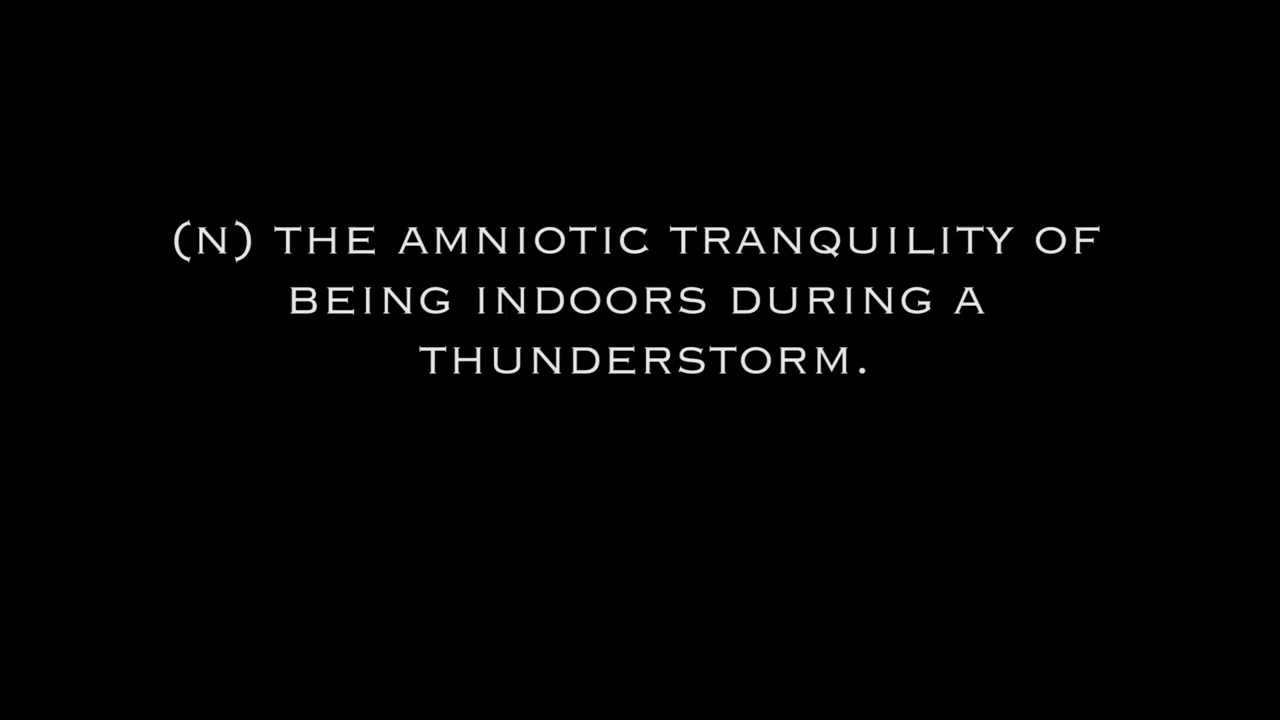 (N) THE AMNIOTIC TRANQUILITY OF
BEING INDOORS DURING A
THUNDERSTORM.